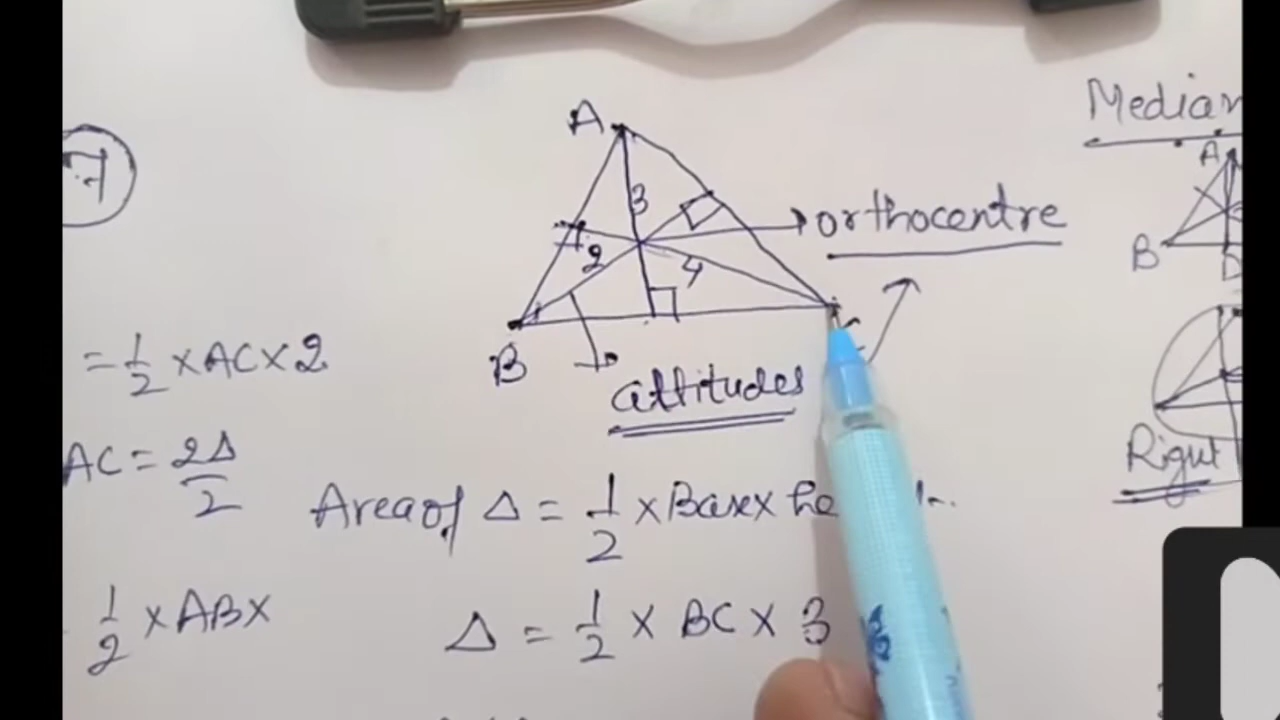 7
A
3
2
4
B
orthocentre
altitudes
= 1/2 × AC × 2
AC = 2Δ/2
Area of Δ = 1/2 × Base ×
1/2 × AB ×
Δ = 1/2 × BC × 3
Median
A
B
D
Right